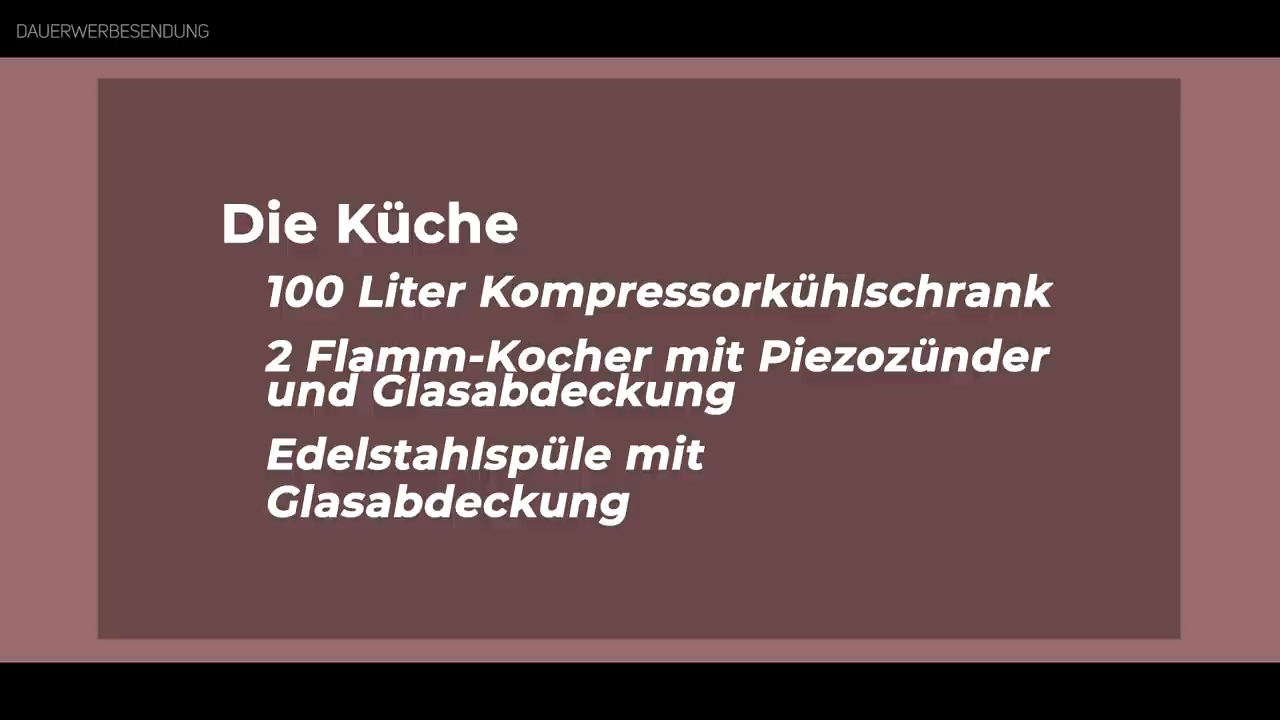 DAUERWERBESENDUNG
Die Küche
100 Liter Kompressorkühlschrank
2 Flamm-Kocher mit Piezozünder
und Glasabdeckung
Edelstahlspüle mit
Glasabdeckung